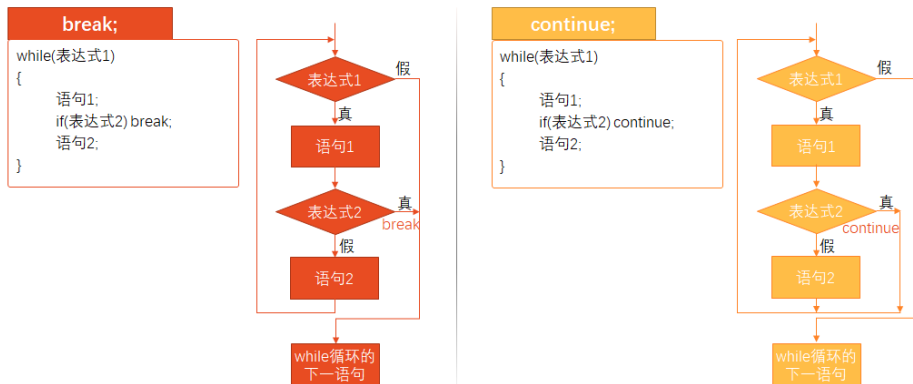 break;
while(表达式1)
{
语句1;
if(表达式2) break;
语句2;
}
表达式1
假
真
语句1
表达式2
真
break
假
语句2
while循环的
下一语句
continue;
while(表达式1)
{
语句1;
if(表达式2) continue;
语句2;
}
表达式1
假
真
语句1
表达式2
真
continue
假
语句2
while循环的
下一语句